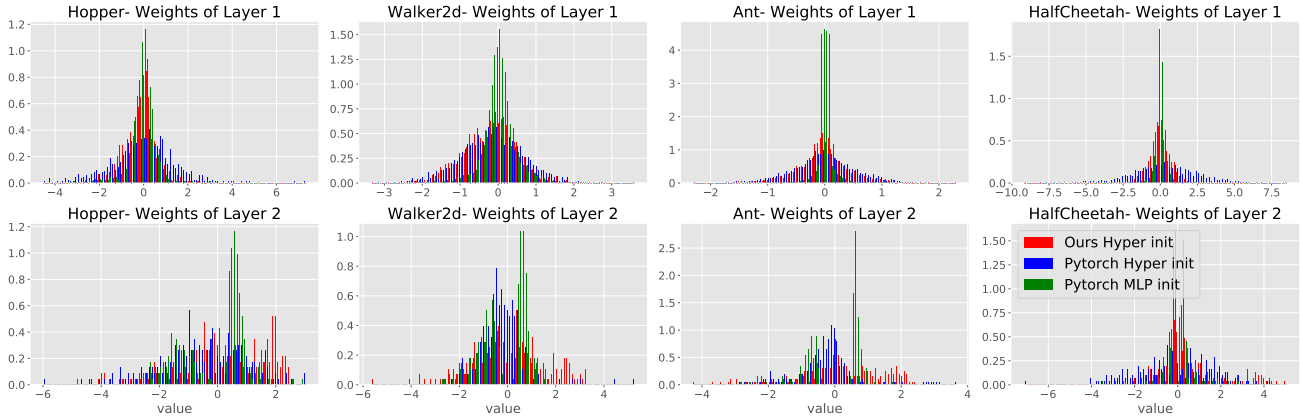 Hopper- Weights of Layer 1
1.2
1.0
0.8
0.6
0.4
0.2
0.0
−4 −2 0 2 4 6
Walker2d- Weights of Layer 1
1.50
1.25
1.00
0.75
0.50
0.25
0.00
−3 −2 −1 0 1 2 3
Ant- Weights of Layer 1
4
3
2
1
0
−2 −1 0 1 2
HalfCheetah- Weights of Layer 1
1.5
1.0
0.5
0.0
−10.0 −7.5 −5.0 −2.5 0.0 2.5 5.0 7.5
Hopper- Weights of Layer 2
1.2
1.0
0.8
0.6
0.4
0.2
0.0
−6 −4 −2 0 2
value
Walker2d- Weights of Layer 2
1.0
0.8
0.6
0.4
0.2
0.0
−6 −4 −2 0 2 4
value
Ant- Weights of Layer 2
2.5
2.0
1.5
1.0
0.5
0.0
−4 −2 0 2 4
value
HalfCheetah- Weights of Layer 2
1.50
1.25
1.00
0.75
0.50
0.25
0.00
Ours Hyper init
Pytorch Hyper init
Pytorch MLP init
−6 −4 −2 0 2 4
value